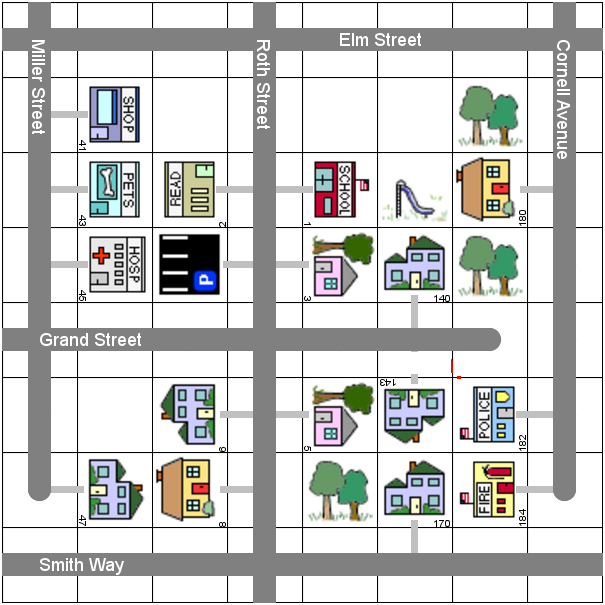 Elm Street
Miller Street
Roth Street
Cornell Avenue
SHOP
41
PETS
43
READ
2
SCHOOL
1
180
HOSP
45
P
3
140
Grand Street
143
6
5
POLICE
182
47
8
170
FIRE
184
Smith Way